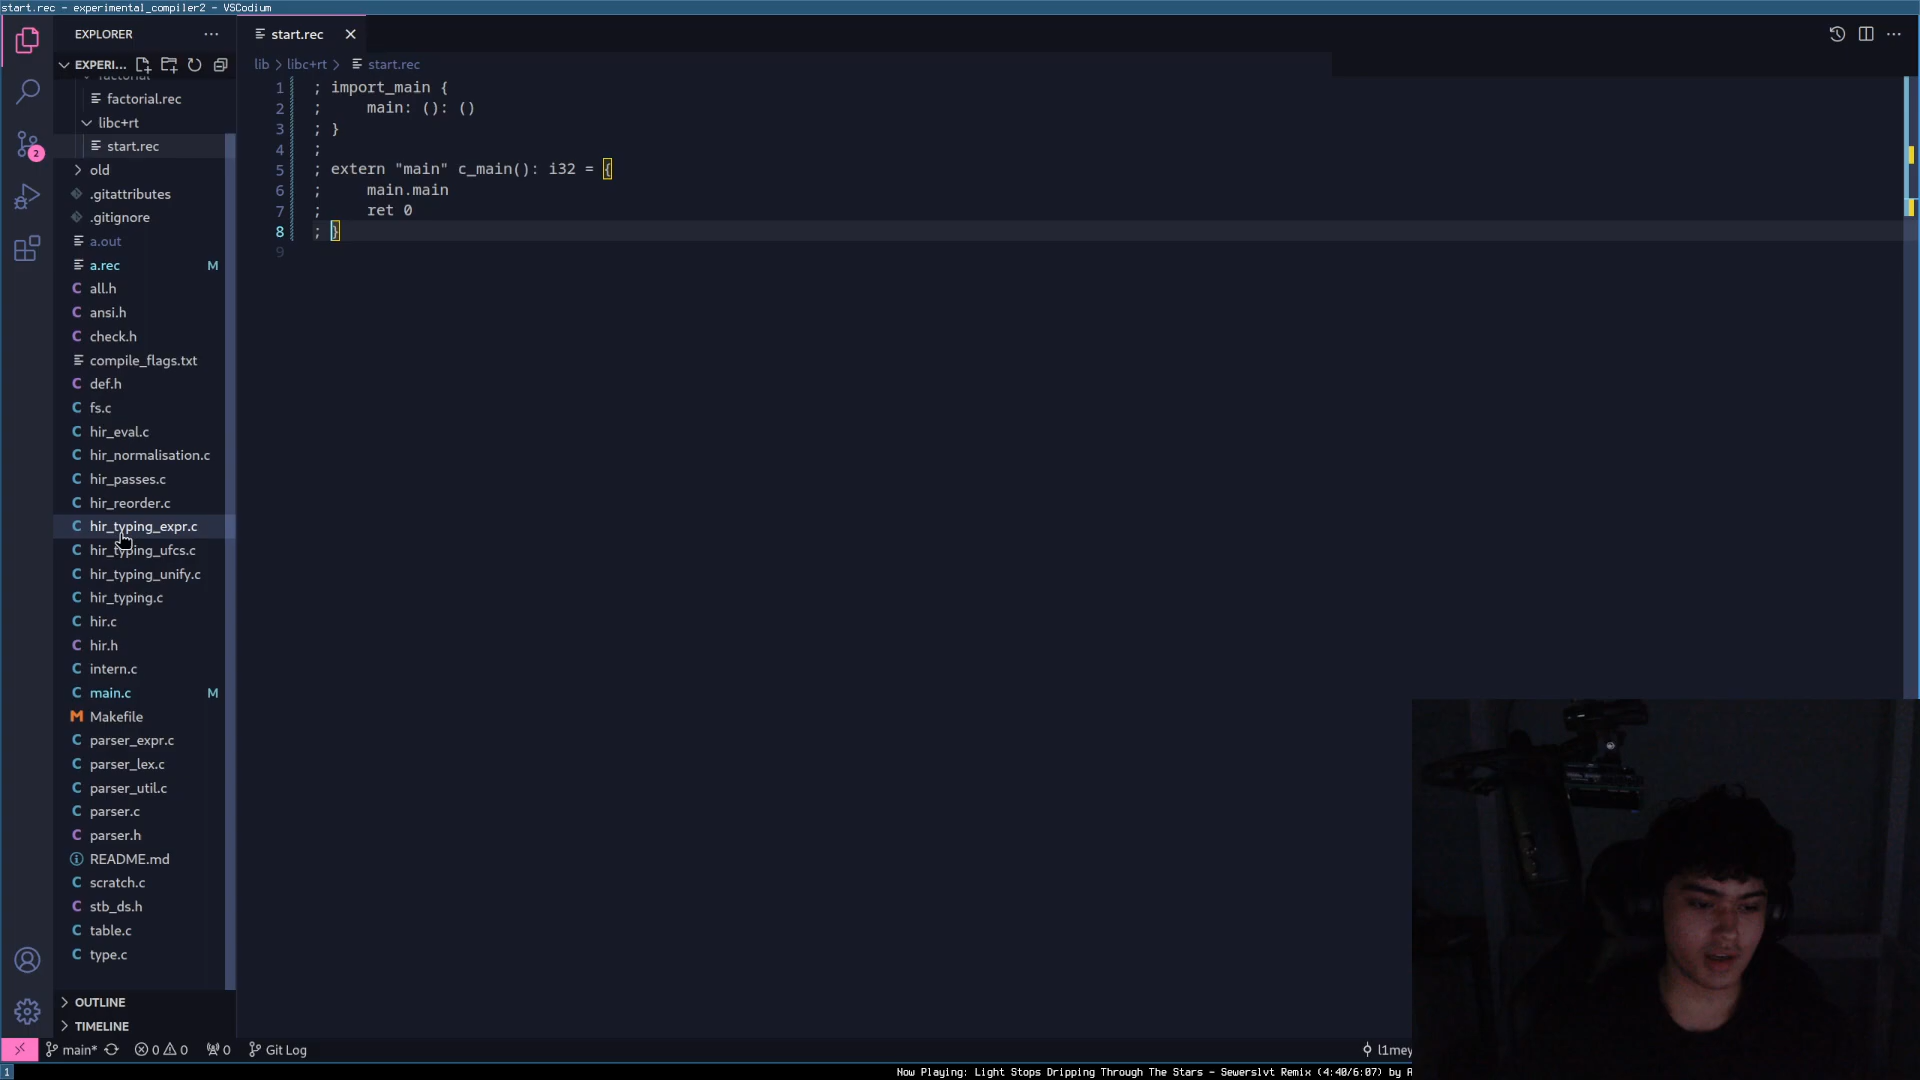 start.rec - experimental_compiler2 - VSCodium
EXPLORER
start.rec
EXPERI...
lib > libc+rt > start.rec
factorial
factorial.rec
libc+rt
start.rec
old
.gitattributes
.gitignore
a.out
a.rec M
all.h
ansi.h
check.h
compile_flags.txt
def.h
fs.c
hir_eval.c
hir_normalisation.c
hir_passes.c
hir_reorder.c
hir_typing_expr.c
hir_typing_ufcs.c
hir_typing_unify.c
hir_typing.c
hir.c
hir.h
intern.c
main.c M
Makefile
parser_expr.c
parser_lex.c
parser_util.c
parser.c
parser.h
README.md
scratch.c
stb_ds.h
table.c
type.c
OUTLINE
TIMELINE
2
1 ; import_main {
2 ; main: (): ()
3 ; }
4 ;
5 ; extern "main" c_main(): i32 = {
6 ; main.main
7 ; ret 0
8 ; }
9
main* 0 0 0 Git Log
l1mey
1
Now Playing: Light Stops Dripping Through The Stars - Sewerslvt Remix (4:40/6:07) by